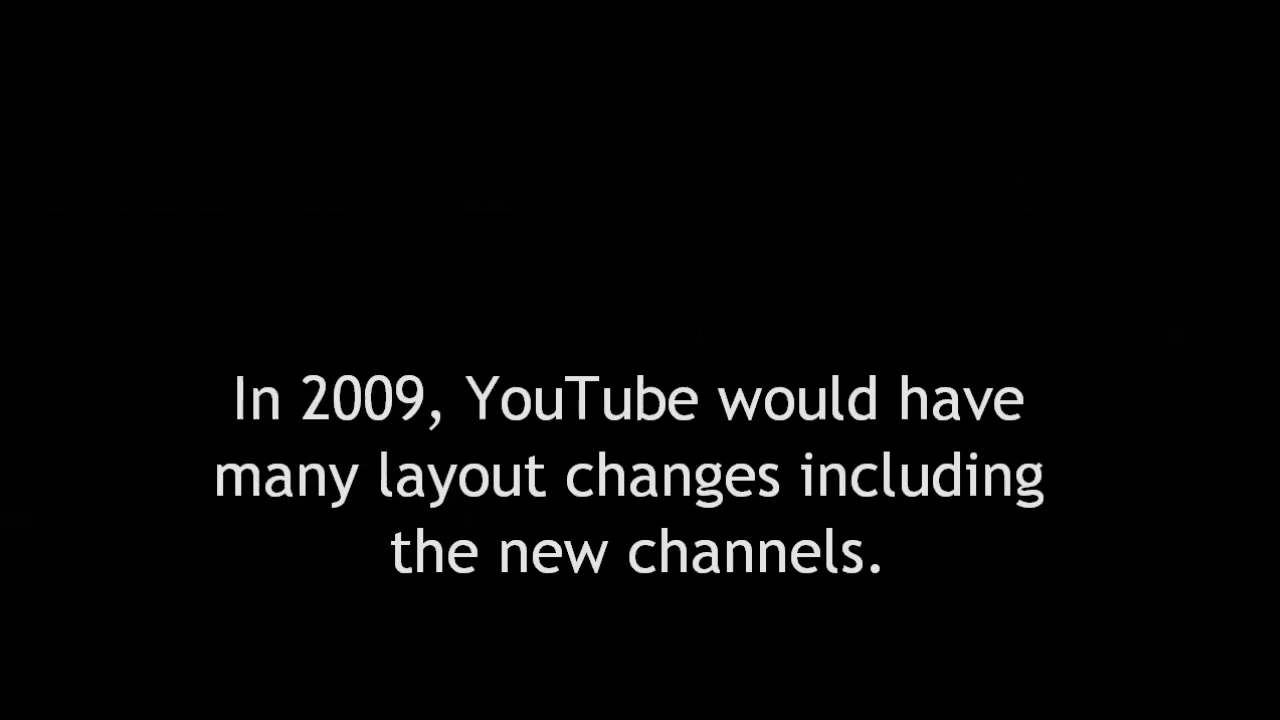 In 2009, YouTube would have
many layout changes including
the new channels.